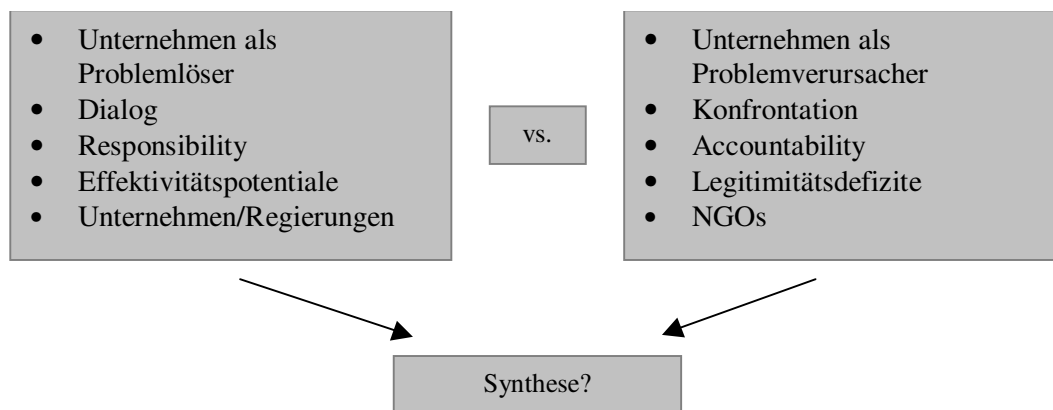 • Unternehmen als
Problemlöser
• Dialog
• Responsibility
• Effektivitätspotentiale
• Unternehmen/Regierungen
vs.
• Unternehmen als
Problemverursacher
• Konfrontation
• Accountability
• Legitimitätsdefizite
• NGOs
Synthese?